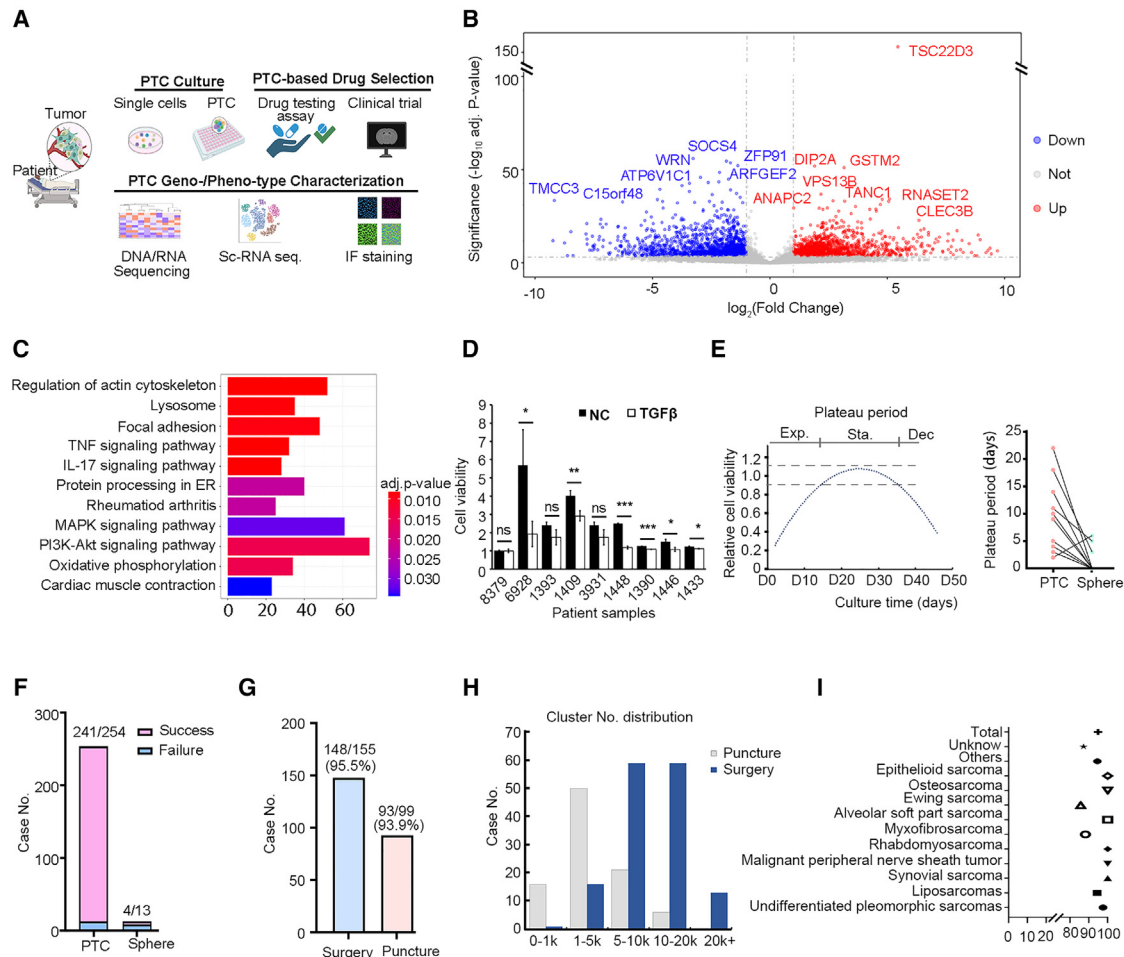 A
PTC Culture
PTC-based Drug Selection
Single cells
PTC
Drug testing
assay
Clinical trial
Tumor
Patient
PTC Geno-/Pheno-type Characterization
DNA/RNA
Sequencing
Sc-RNA seq.
IF staining
B
Significance (-log10 adj. P-value)
150
100
50
0
TSC22D3
SOCS4
ZFP91
WRN
DIP2A
GSTM2
ATP6V1C1
ARFGEF2
VPS13B
TMCC3
C15orf48
ANAPC2
TANC1
RNASET2
CLEC3B
Down
Not
Up
-10
-5
0
5
10
log2(Fold Change)
C
Regulation of actin cytoskeleton
Lysosome
Focal adhesion
TNF signaling pathway
IL-17 signaling pathway
Protein processing in ER
Rheumatiod arthritis
MAPK signaling pathway
PI3K-Akt signaling pathway
Oxidative phosphorylation
Cardiac muscle contraction
0 20 40 60
adj.p-value
0.010
0.015
0.020
0.025
0.030
D
NC TGFβ
Cell viability
9
8
7
6
5
4
3
2
1
0
ns * ns ** ns *** *** * *
8379 6928 1393 1409 3931 1448 1390 1446 1433
Patient samples
E
Plateau period
Exp. Sta. Dec
Relative cell viability
1.2
1.0
0.8
0.6
0.4
0.2
0.0
D0 D10 D20 D30 D40 D50
Culture time (days)
Plateau period (days)
25
20
15
10
5
0
PTC Sphere
F
Case No.
300
200
100
0
241/254
Success
Failure
4/13
PTC Sphere
G
Case No.
200
150
100
50
0
148/155
(95.5%)
93/99
(93.9%)
Surgery Puncture
H
Cluster No. distribution
Case No.
70
60
50
40
30
20
10
0
Puncture
Surgery
0-1k 1-5k 5-10k 10-20k 20k+
I
Total
Unknow
Others
Epithelioid sarcoma
Osteosarcoma
Ewing sarcoma
Alveolar soft part sarcoma
Myxofibrosarcoma
Rhabdomyosarcoma
Malignant peripheral nerve sheath tumor
Synovial sarcoma
Liposarcomas
Undifferentiated pleomorphic sarcomas
0 10 20 80 90 100